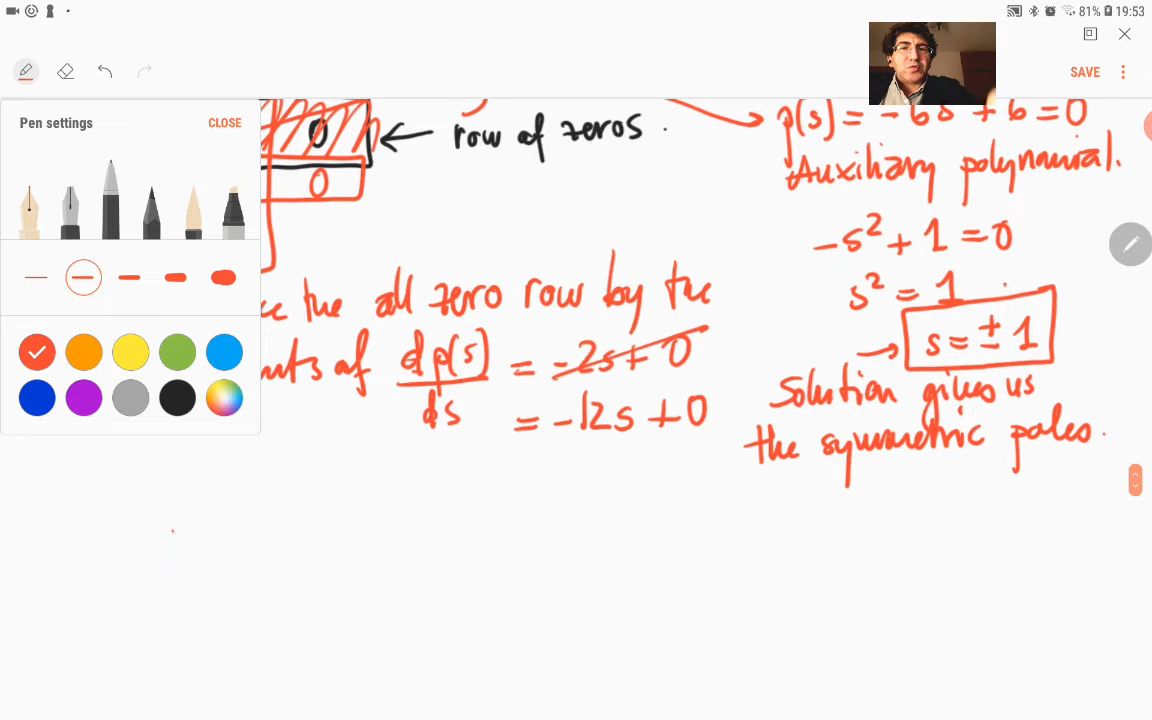 81% 19:53
SAVE
Pen settings CLOSE
0 ← row of zeros.
0
p(s) = -6s + 6 = 0
Auxiliary polynomial.
-s² + 1 = 0
s² = 1
s = ± 1
Solution gives us
the symmetric poles.
ce the all zero row by the
nts of dp(s)/ds = -2s + 0
= -12s + 0